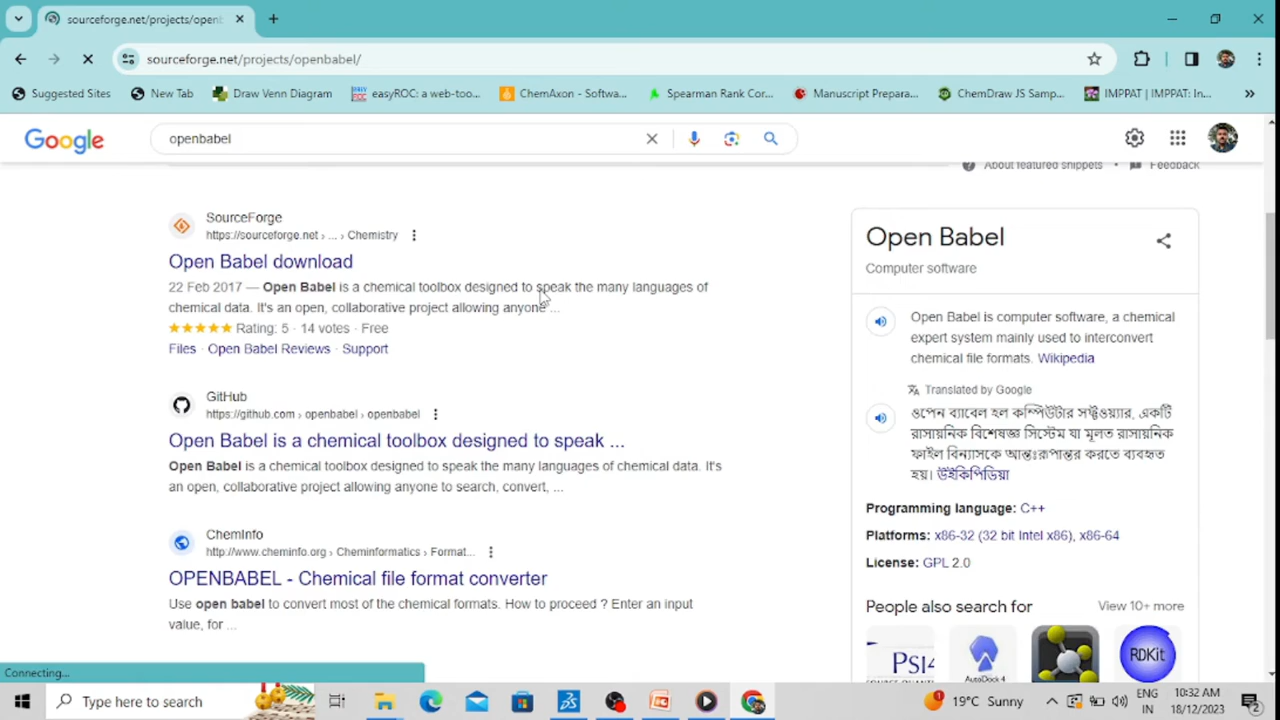 sourceforge.net/projects/openb
sourceforge.net/projects/openbabel/
Suggested Sites
New Tab
Draw Venn Diagram
easyROC: a web-too...
ChemAxon - Softwa...
Spearman Rank Cor...
Manuscript Prepara...
ChemDraw JS Samp...
IMPPAT | IMPPAT: In...
»
Google
openbabel
About featured snippets
Feedback
SourceForge
https://sourceforge.net › ... › Chemistry
Open Babel download
22 Feb 2017 — Open Babel is a chemical toolbox designed to speak the many languages of
chemical data. It's an open, collaborative project allowing anyone ...
Rating: 5 · 14 votes · Free
Files · Open Babel Reviews · Support
GitHub
https://github.com › openbabel › openbabel
Open Babel is a chemical toolbox designed to speak ...
Open Babel is a chemical toolbox designed to speak the many languages of chemical data. It's
an open, collaborative project allowing anyone to search, convert, ...
ChemInfo
http://www.cheminfo.org › Cheminformatics › Format...
OPENBABEL - Chemical file format converter
Use open babel to convert most of the chemical formats. How to proceed ? Enter an input
value, for ...
Open Babel
Computer software
Open Babel is computer software, a chemical
expert system mainly used to interconvert
chemical file formats. Wikipedia
Translated by Google
ওপেন ব্যাবেল হল কম্পিউটার সফ্টওয়্যার, একটি
রাসায়নিক বিশেষজ্ঞ সিস্টেম যা মূলত রাসায়নিক
ফাইল বিন্যাসকে আন্তঃরূপান্তর করতে ব্যবহৃত
হয়। উইকিপিডিয়া
Programming language: C++
Platforms: x86-32 (32 bit Intel x86), x86-64
License: GPL 2.0
People also search for
View 10+ more
PSI4
AutoDock 4
RDKit
Connecting...
Type here to search
19°C Sunny
ENG
IN
10:32 AM
18/12/2023
2